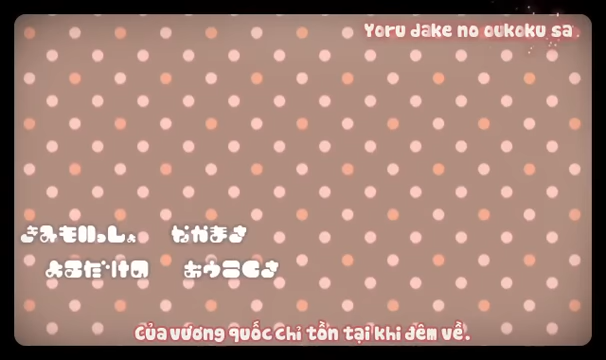 Yoru dake no oukoku sa
きみもいっしょ なかまさ
よるだけの おうこくさ
Của vương quốc chỉ tồn tại khi đêm về.